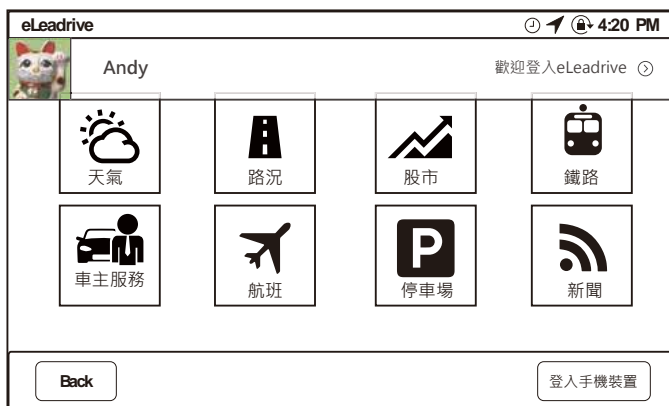 eLeadrive 4:20 PM
Andy 歡迎登入eLeadrive
天氣 路況 股市 鐵路
P
車主服務 航班 停車場 新聞
Back 登入手機裝置